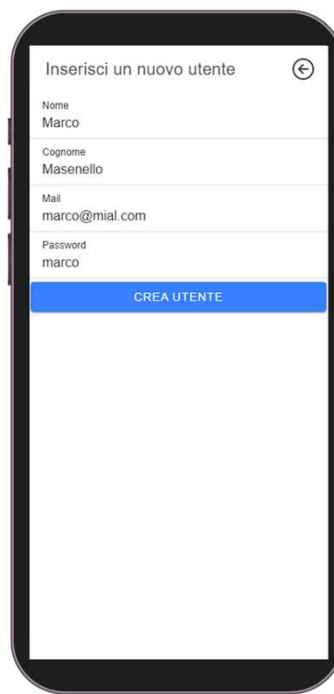 Inserisci un nuovo utente
Nome
Marco
Cognome
Masenello
Mail
marco@mial.com
Password
marco
CREA UTENTE